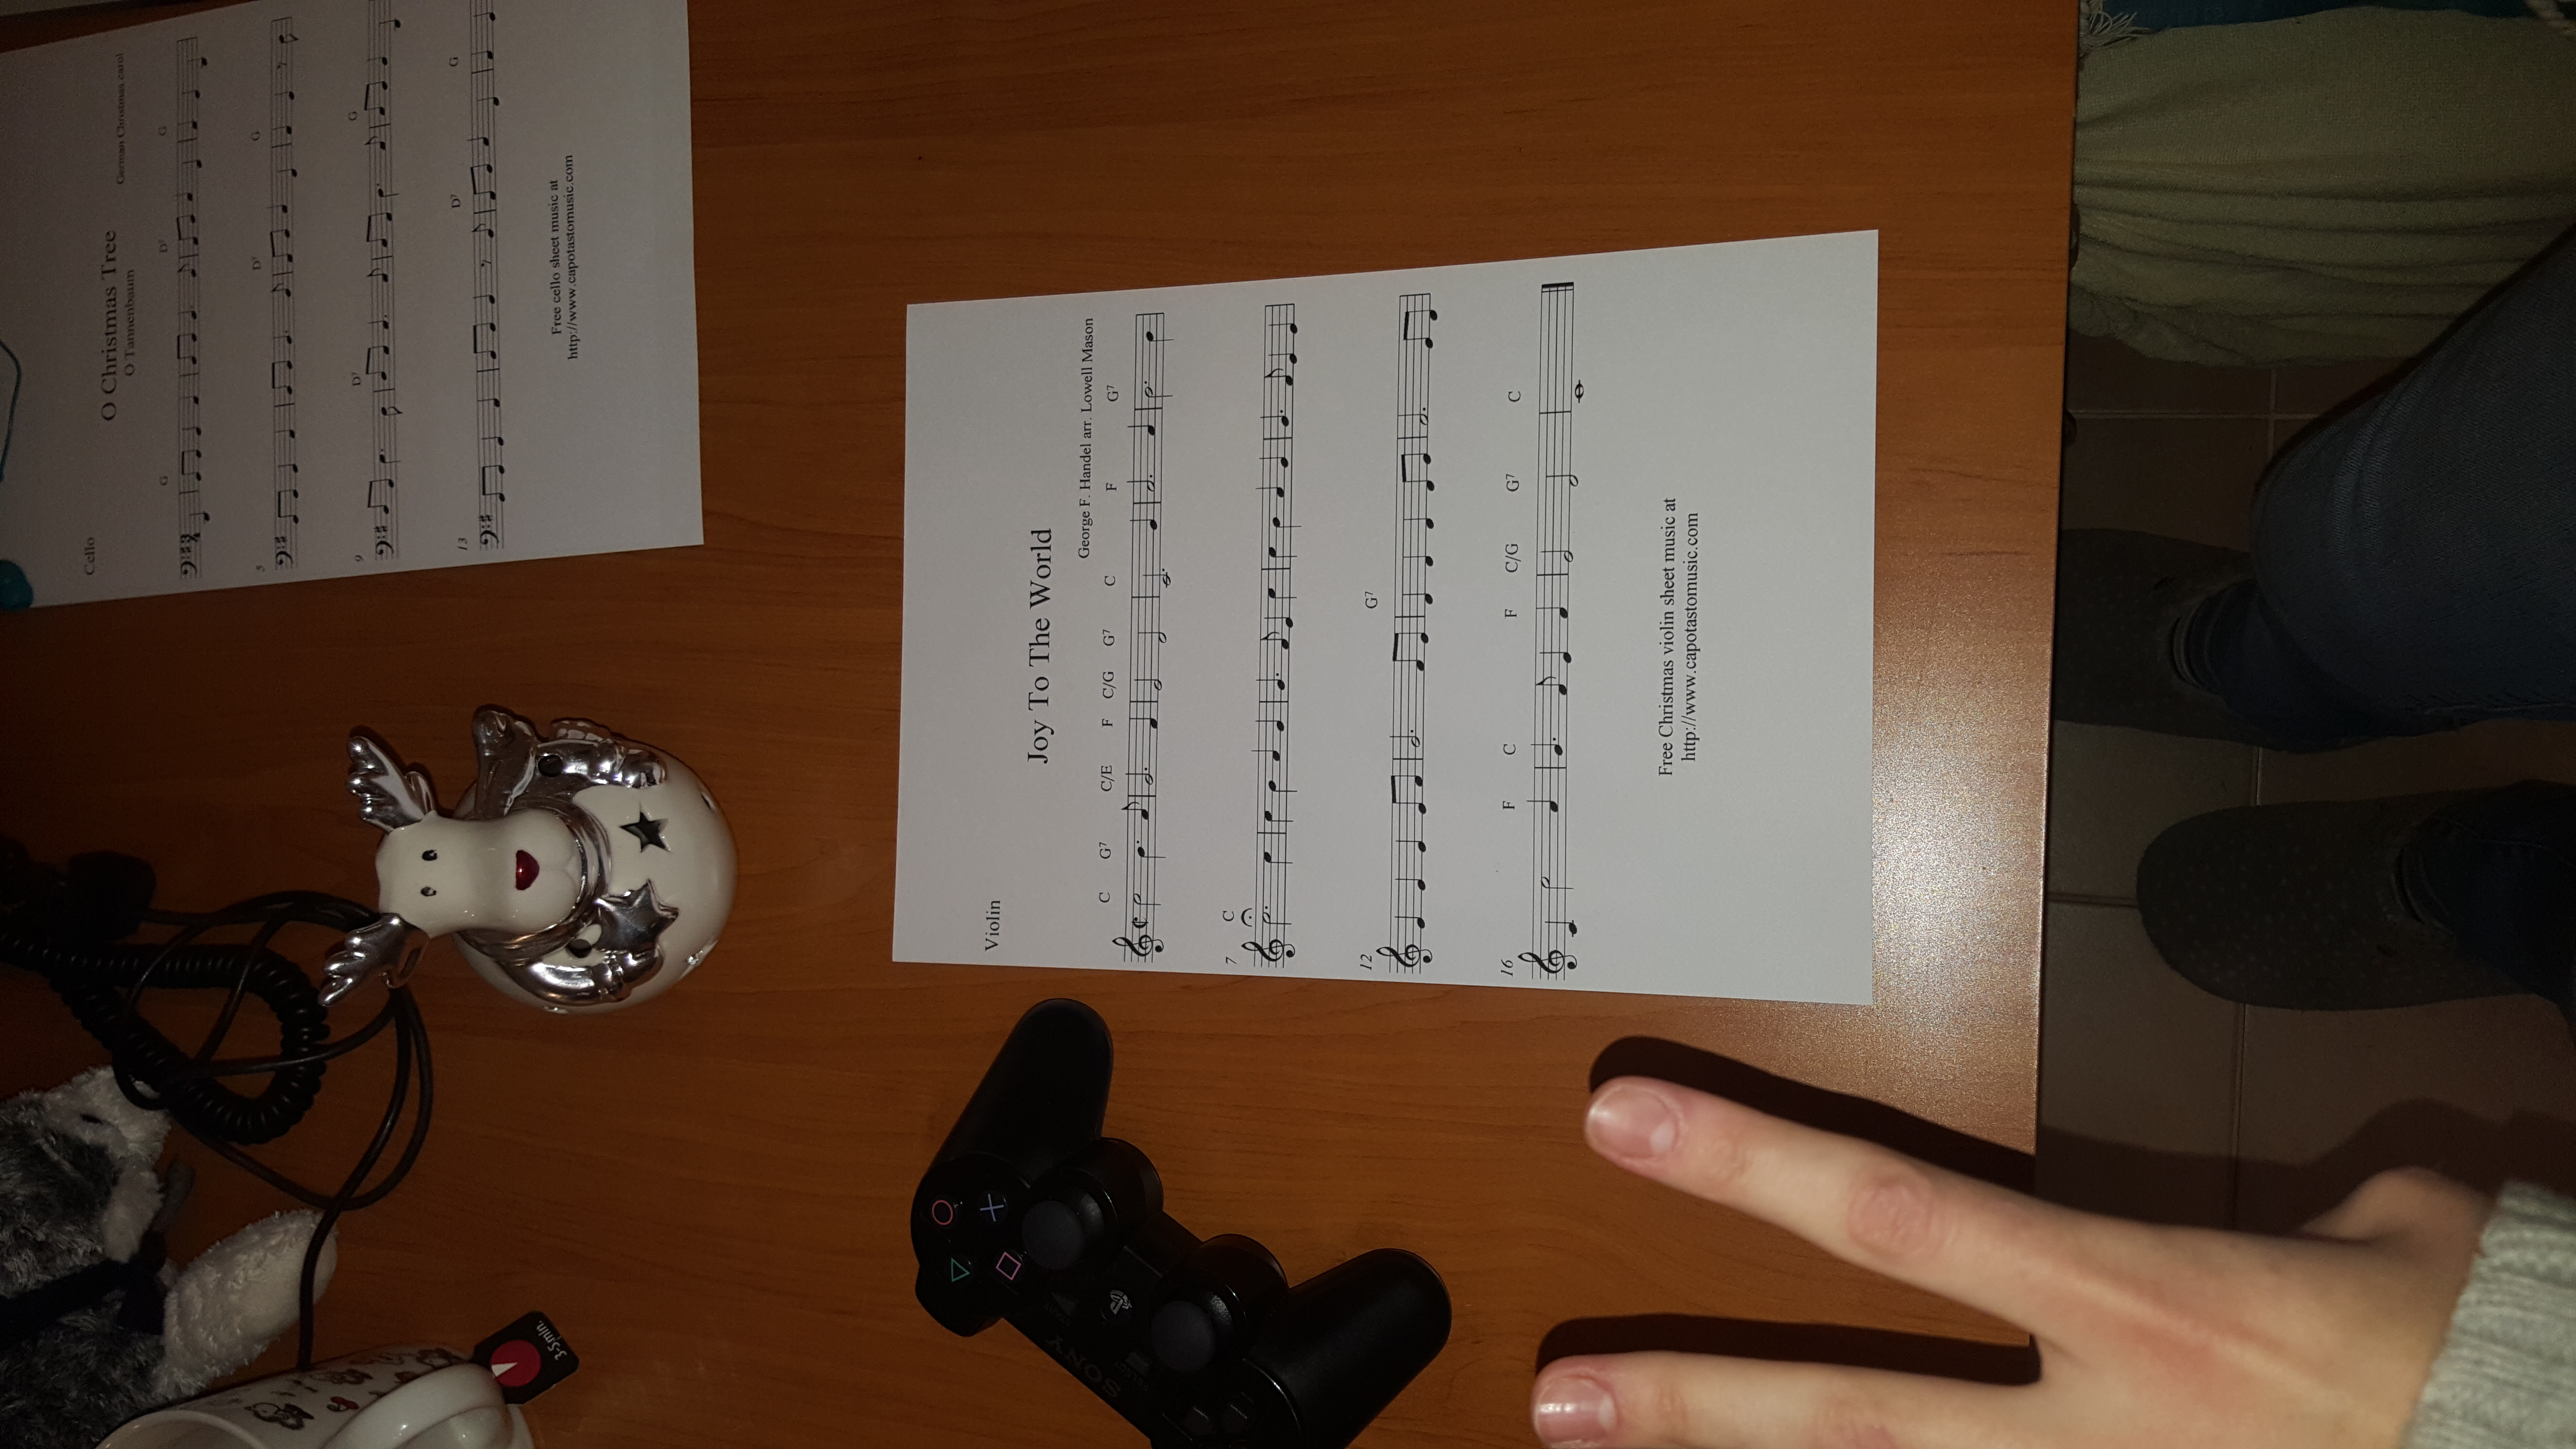 Cello
O Christmas Tree
O Tannenbaum
German Christmas carol
G D7 G
5 D7 G
9 D7 G
13 D7 G
Free cello sheet music at
http://www.capotastomusic.com
3-5 min.
SONY
Violin
Joy To The World
George F. Handel arr. Lowell Mason
C G7 C/E F C/G G7 C F G7
7 C
12 G7
16 F C F C/G G7 C
Free Christmas violin sheet music at
http://www.capotastomusic.com